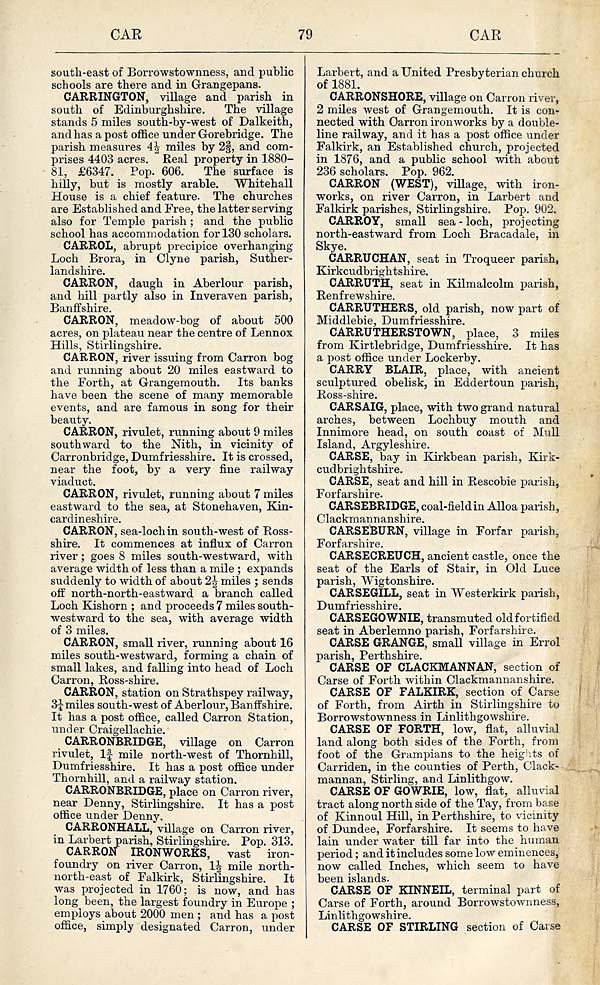 CAR 79 CAR
south-east of Borrowstownness, and public
schools are there and in Grangepans.
CARRINGTON, village and parish in
south of Edinburghshire. The village
stands 5 miles south-by-west of Dalkeith,
and has a post office under Gorebridge. The
parish measures 4½ miles by 2⅝, and com-
prises 4403 acres. Real property in 1880-
81, £6347. Pop. 606. The surface is
hilly, but is mostly arable. Whitehall
House is a chief feature. The churches
are Established and Free, the latter serving
also for Temple parish; and the public
school has accommodation for 130 scholars.
CARROL, abrupt precipice overhanging
Loch Brora, in Clyne parish, Suther-
landshire.
CARRON, daugh in Aberlour parish,
and hill partly also in Inveraven parish,
Banffshire.
CARRON, meadow-bog of about 500
acres, on plateau near the centre of Lennox
Hills, Stirlingshire.
CARRON, river issuing from Carron bog
and running about 20 miles eastward to
the Forth, at Grangemouth. Its banks
have been the scene of many memorable
events, and are famous in song for their
beauty.
CARRON, rivulet, running about 9 miles
southward to the Nith, in vicinity of
Carronbridge, Dumfriesshire. It is crossed,
near the foot, by a very fine railway
viaduct.
CARRON, rivulet, running about 7 miles
eastward to the sea, at Stonehaven, Kin-
cardineshire.
CARRON, sea-loch in south-west of Ross-
shire. It commences at influx of Carron
river; goes 8 miles south-westward, with
average width of less than a mile; expands
suddenly to width of about 2½ miles; sends
off north-north-eastward a branch called
Loch Kishorn; and proceeds 7 miles south-
westward to the sea, with average width
of 3 miles.
CARRON, small river, running about 16
miles south-westward, forming a chain of
small lakes, and falling into head of Loch
Carron, Ross-shire.
CARRON, station on Strathspey railway,
3¼ miles south-west of Aberlour, Banffshire.
It has a post office, called Carron Station,
under Craigellachie.
CARRONBRIDGE, village on Carron
rivulet, 1¾ mile north-west of Thornhill,
Dumfriesshire. It has a post office under
Thornhill, and a railway station.
CARRONBRIDGE, place on Carron river,
near Denny, Stirlingshire. It has a post
office under Denny.
CARRONHALL, village on Carron river,
in Larbert parish, Stirlingshire. Pop. 313.
CARRON IRONWORKS, vast iron-
foundry on river Carron, 1½ mile north-
north-east of Falkirk, Stirlingshire. It
was projected in 1760; is now, and has
long been, the largest foundry in Europe;
employs about 2000 men; and has a post
office, simply designated Carron, under
Larbert, and a United Presbyterian church
of 1881.
CARRONSHORE, village on Carron river,
2 miles west of Grangemouth. It is con-
nected with Carron ironworks by a double-
line railway, and it has a post office under
Falkirk, an Established church, projected
in 1876, and a public school with about
236 scholars. Pop. 962.
CARRON (WEST), village, with iron-
works, on river Carron, in Larbert and
Falkirk parishes, Stirlingshire. Pop. 902.
CARROY, small sea-loch, projecting
north-eastward from Loch Bracadale, in
Skye.
CARRUCHAN, seat in Troqueer parish,
Kirkcudbrightshire.
CARRUTH, seat in Kilmalcolm parish,
Renfrewshire.
CARRUTHERS, old parish, now part of
Middlebie, Dumfriesshire.
CARRUTHERSTOWN, place, 3 miles
from Kirtlebridge, Dumfriesshire. It has
a post office under Lockerby.
CARRY BLAIR, place, with ancient
sculptured obelisk, in Eddertoun parish,
Ross-shire.
CARSAIG, place, with two grand natural
arches, between Lochbuy mouth and
Innimore head, on south coast of Mull
Island, Argyleshire.
CARSE, bay in Kirkbean parish, Kirk-
cudbrightshire.
CARSE, seat and hill in Rescobie parish,
Forfarshire.
CARSEBRIDGE, coal-field in Alloa parish,
Clackmannanshire.
CARSEBURN, village in Forfar parish,
Forfarshire.
CARSECREUCH, ancient castle, once the
seat of the Earls of Stair, in Old Luce
parish, Wigtonshire.
CARSEGILL, seat in Westerkirk parish,
Dumfriesshire.
CARSEGOWNIE, transmuted old fortified
seat in Aberlemno parish, Forfarshire.
CARSE GRANGE, small village in Errol
parish, Perthshire.
CARSE OF CLACKMANNAN, section of
Carse of Forth within Clackmannanshire.
CARSE OF FALKIRK, section of Carse
of Forth, from Airth in Stirlingshire to
Borrowstownness in Linlithgowshire.
CARSE OF FORTH, low, flat, alluvial
land along both sides of the Forth, from
foot of the Grampians to the heights of
Carriden, in the counties of Perth, Clack-
mannan, Stirling, and Linlithgow.
CARSE OF GOWRIE, low, flat, alluvial
tract along north side of the Tay, from base
of Kinnoul Hill, in Perthshire, to vicinity
of Dundee, Forfarshire. It seems to have
lain under water till far into the human
period; and it includes some low eminences,
now called Inches, which seem to have
been islands.
CARSE OF KINNEIL, terminal part of
Carse of Forth, around Borrowstownness,
Linlithgowshire.
CARSE OF STIRLING section of Carse